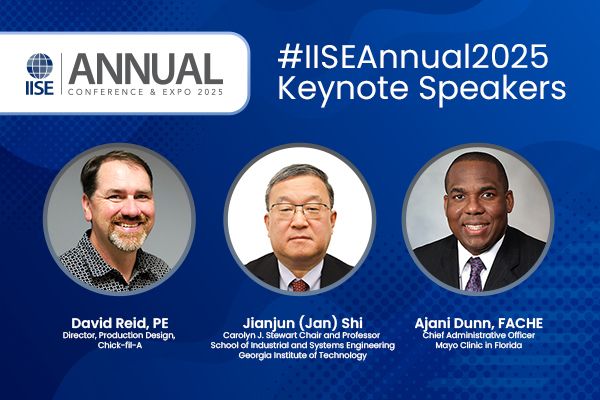 IISE
ANNUAL
CONFERENCE & EXPO 2025
#IISEAnnual2025
Keynote Speakers
David Reid, PE
Director, Production Design,
Chick-fil-A
Jianjun (Jan) Shi
Carolyn J. Stewart Chair and Professor
School of Industrial and Systems Engineering
Georgia Institute of Technology
Ajani Dunn, FACHE
Chief Administrative Officer
Mayo Clinic in Florida